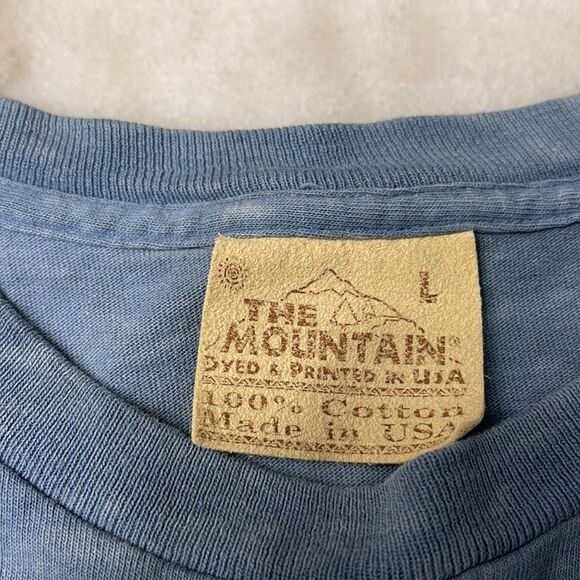 L
THE
MOUNTAIN®
DYED & PRINTED IN USA
100% Cotton
Made in USA